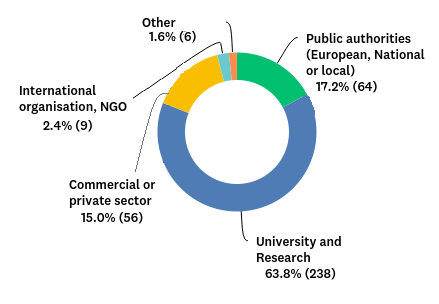 Other
1.6% (6)
Public authorities
(European, National
or local)
17.2% (64)
International
organisation, NGO
2.4% (9)
Commercial or
private sector
15.0% (56)
University and
Research
63.8% (238)